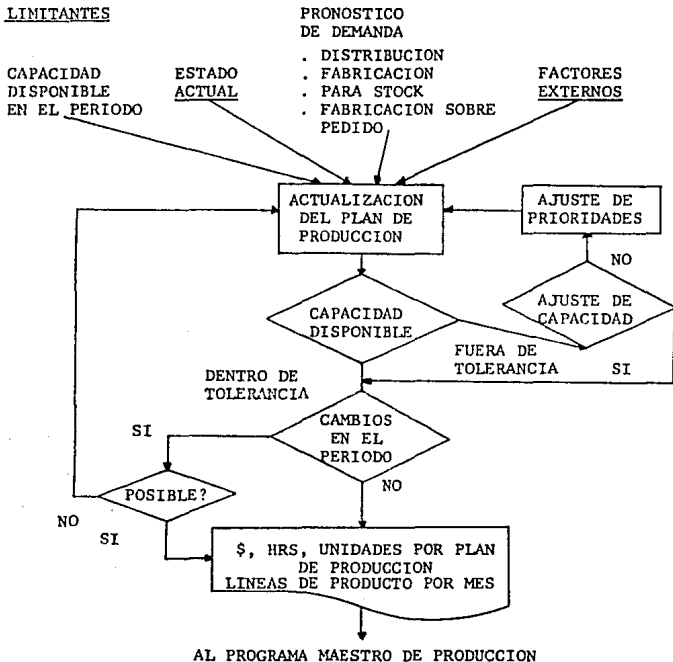 LIMITANTES
PRONOSTICO
DE DEMANDA
. DISTRIBUCION
. FABRICACION
. PARA STOCK
. FABRICACION SOBRE
PEDIDO
CAPACIDAD
DISPONIBLE
EN EL PERIODO
ESTADO
ACTUAL
FACTORES
EXTERNOS
ACTUALIZACION
DEL PLAN DE
PRODUCCION
AJUSTE DE
PRIORIDADES
NO
AJUSTE DE
CAPACIDAD
CAPACIDAD
DISPONIBLE
FUERA DE
TOLERANCIA
SI
DENTRO DE
TOLERANCIA
CAMBIOS
EN EL
PERIODO
SI
NO
POSIBLE?
NO
SI
$, HRS, UNIDADES POR PLAN
DE PRODUCCION
LINEAS DE PRODUCTO POR MES
AL PROGRAMA MAESTRO DE PRODUCCION